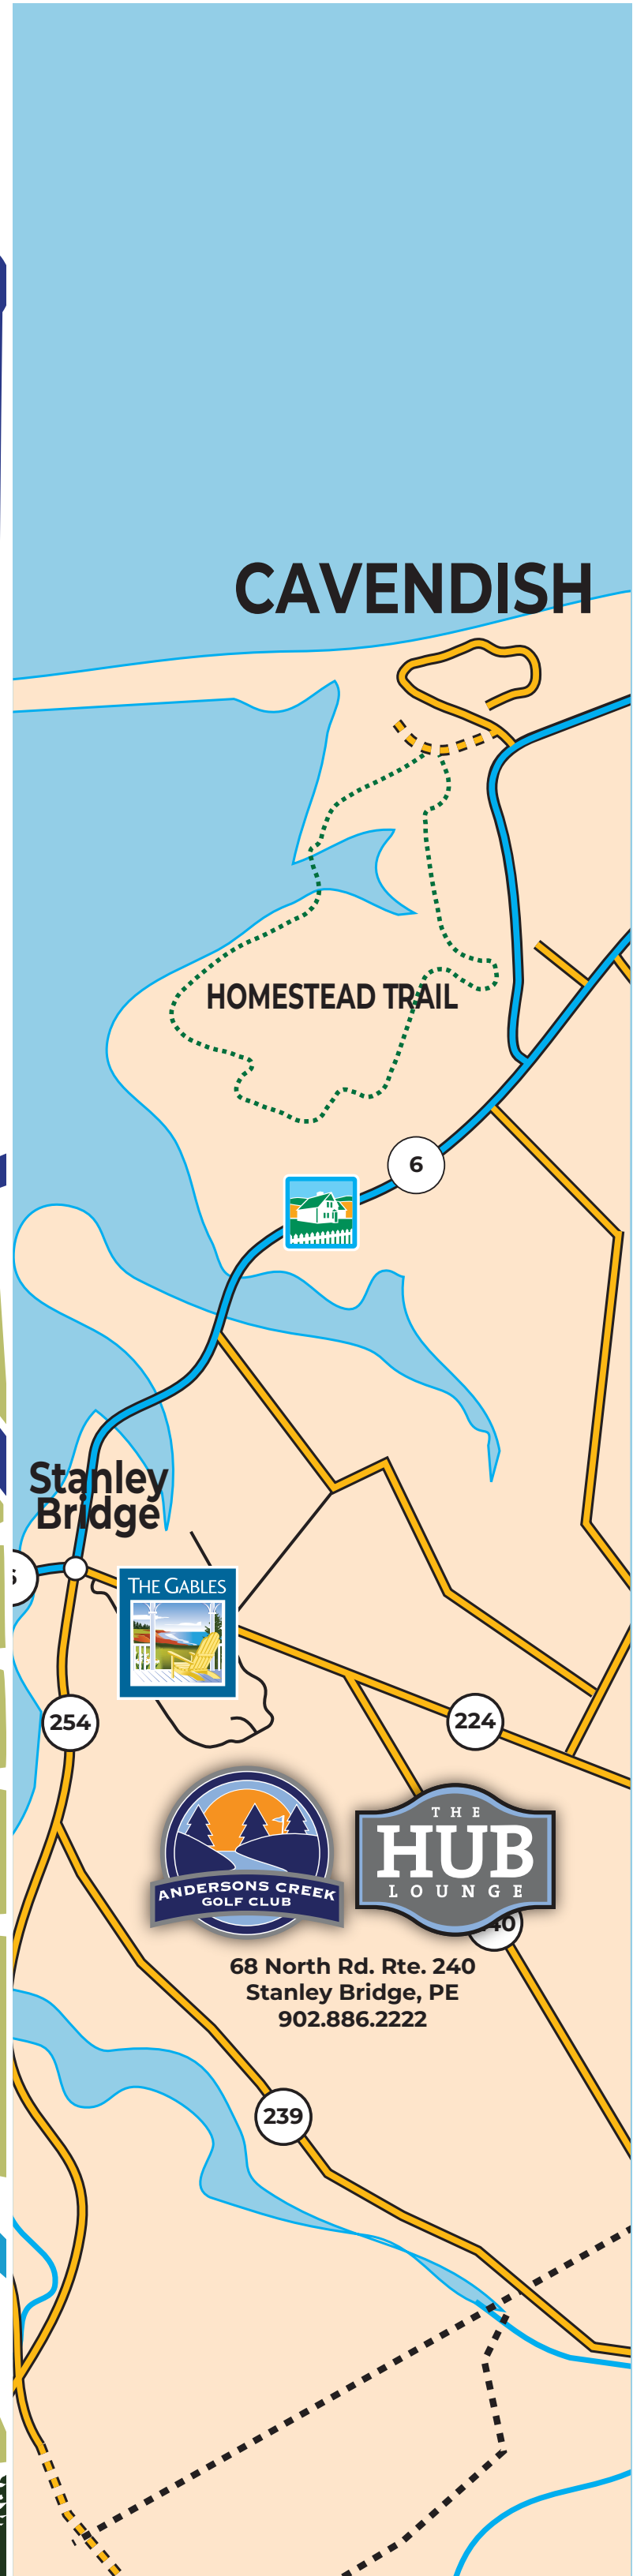 CAVENDISH
HOMESTEAD TRAIL
6
Stanley
Bridge
THE GABLES
254
224
ANDERSONS CREEK
GOLF CLUB
THE
HUB
LOUNGE
68 North Rd. Rte. 240
Stanley Bridge, PE
902.886.2222
239